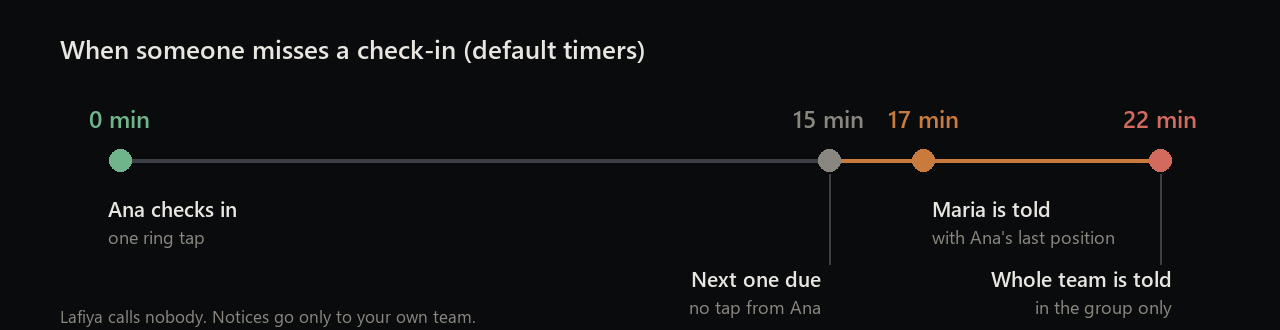 When someone misses a check-in (default timers)
0 min
15 min
17 min
22 min
Ana checks in
one ring tap
Maria is told
with Ana's last position
Next one due
no tap from Ana
Whole team is told
in the group only
Lafiya calls nobody. Notices go only to your own team.